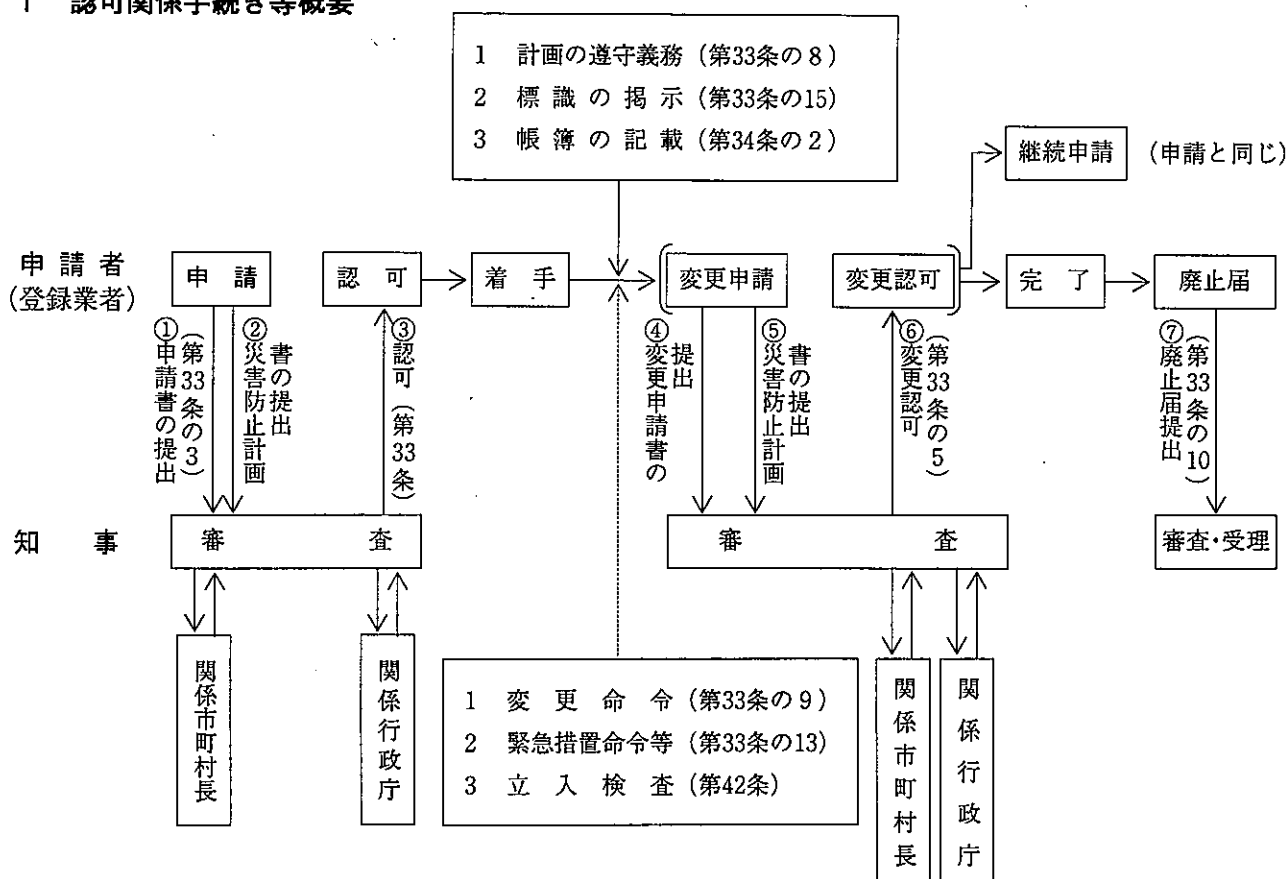 1 認可関係手続き等概要
1 計画の遵守義務（第33条の８）
2 標識の掲示（第33条の15）
3 帳簿の記載（第34条の２）
継続申請 （申請と同じ）
申請者
（登録業者）
申請
認可
着手
変更申請
変更認可
完了
廃止届
①申請書の提出
（第33条の3）
②災害防止計画
書の提出
③認可（第33条）
④変更申請書の
提出
⑤災害防止計画
書の提出
⑥変更認可
（第33条の5）
⑦廃止届提出
（第33条の10）
知事
審査
審査
審査・受理
関係市町村長
関係行政庁
1 変更命令（第33条の９）
2 緊急措置命令等（第33条の13）
3 立入検査（第42条）
関係市町村長
関係行政庁